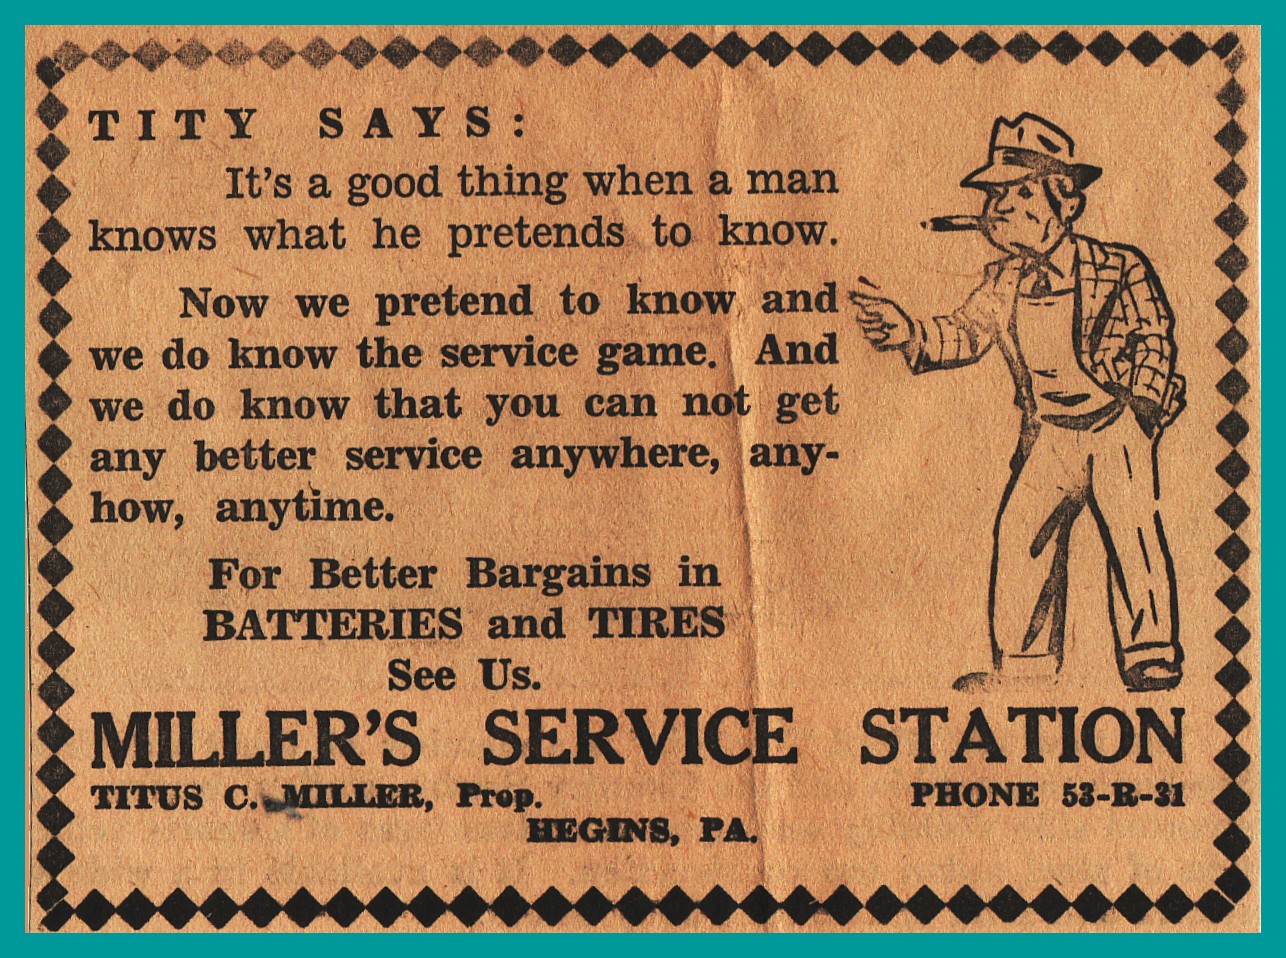 TITY SAYS:
It's a good thing when a man
knows what he pretends to know.
Now we pretend to know and
we do know the service game. And
we do know that you can not get
any better service anywhere, any-
how, anytime.
For Better Bargains in
BATTERIES and TIRES
See Us.
MILLER'S SERVICE STATION
TITUS C. MILLER, Prop.
PHONE 53-R-31
HEGINS, PA.